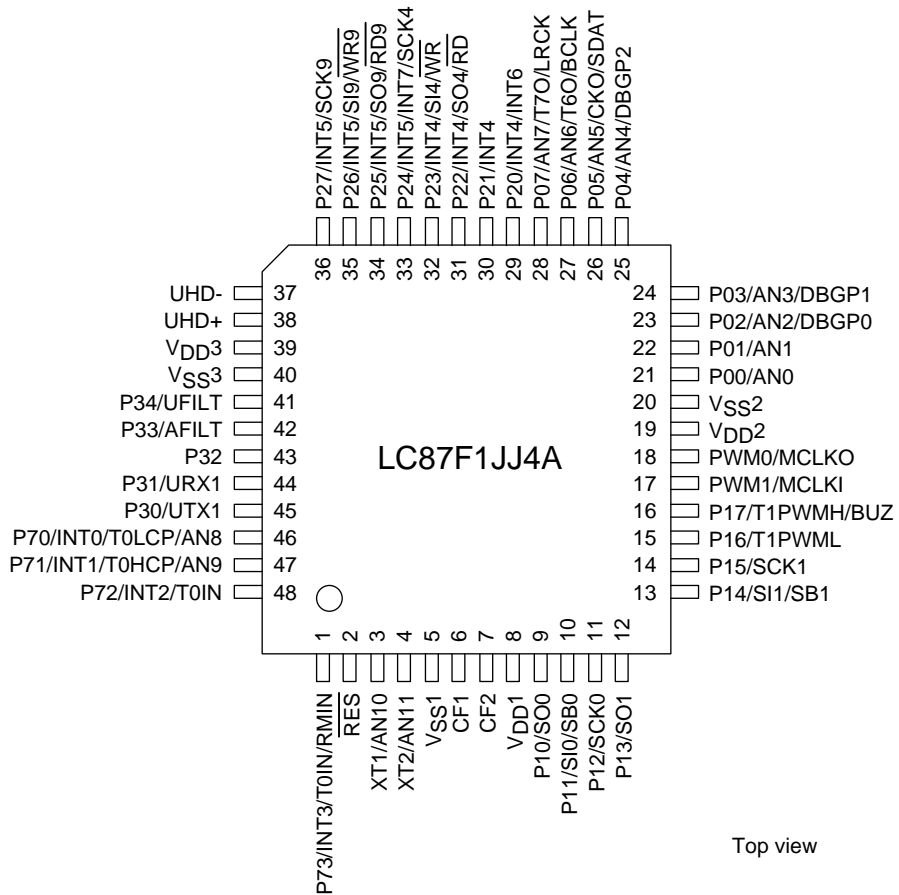 P27/INT5/SCK9
P26/INT5/SI9/WR9
P25/INT5/SO9/RD9
P24/INT5/INT7/SCK4
P23/INT4/SI4/WR
P22/INT4/SO4/RD
P21/INT4
P20/INT4/INT6
P07/AN7/T7O/LRCK
P06/AN6/T6O/BCLK
P05/AN5/CKO/SDAT
P04/AN4/DBGP2
36 35 34 33 32 31 30 29 28 27 26 25
UHD- 37
UHD+ 38
VDD3 39
VSS3 40
P34/UFILT 41
P33/AFILT 42
P32 43
P31/URX1 44
P30/UTX1 45
P70/INT0/T0LCP/AN8 46
P71/INT1/T0HCP/AN9 47
P72/INT2/T0IN 48
LC87F1JJ4A
24 P03/AN3/DBGP1
23 P02/AN2/DBGP0
22 P01/AN1
21 P00/AN0
20 VSS2
19 VDD2
18 PWM0/MCLKO
17 PWM1/MCLKI
16 P17/T1PWMH/BUZ
15 P16/T1PWML
14 P15/SCK1
13 P14/SI1/SB1
1 2 3 4 5 6 7 8 9 10 11 12
P73/INT3/T0IN/RMIN
RES
XT1/AN10
XT2/AN11
VSS1
CF1
CF2
VDD1
P10/SO0
P11/SI0/SB0
P12/SCK0
P13/SO1
Top view